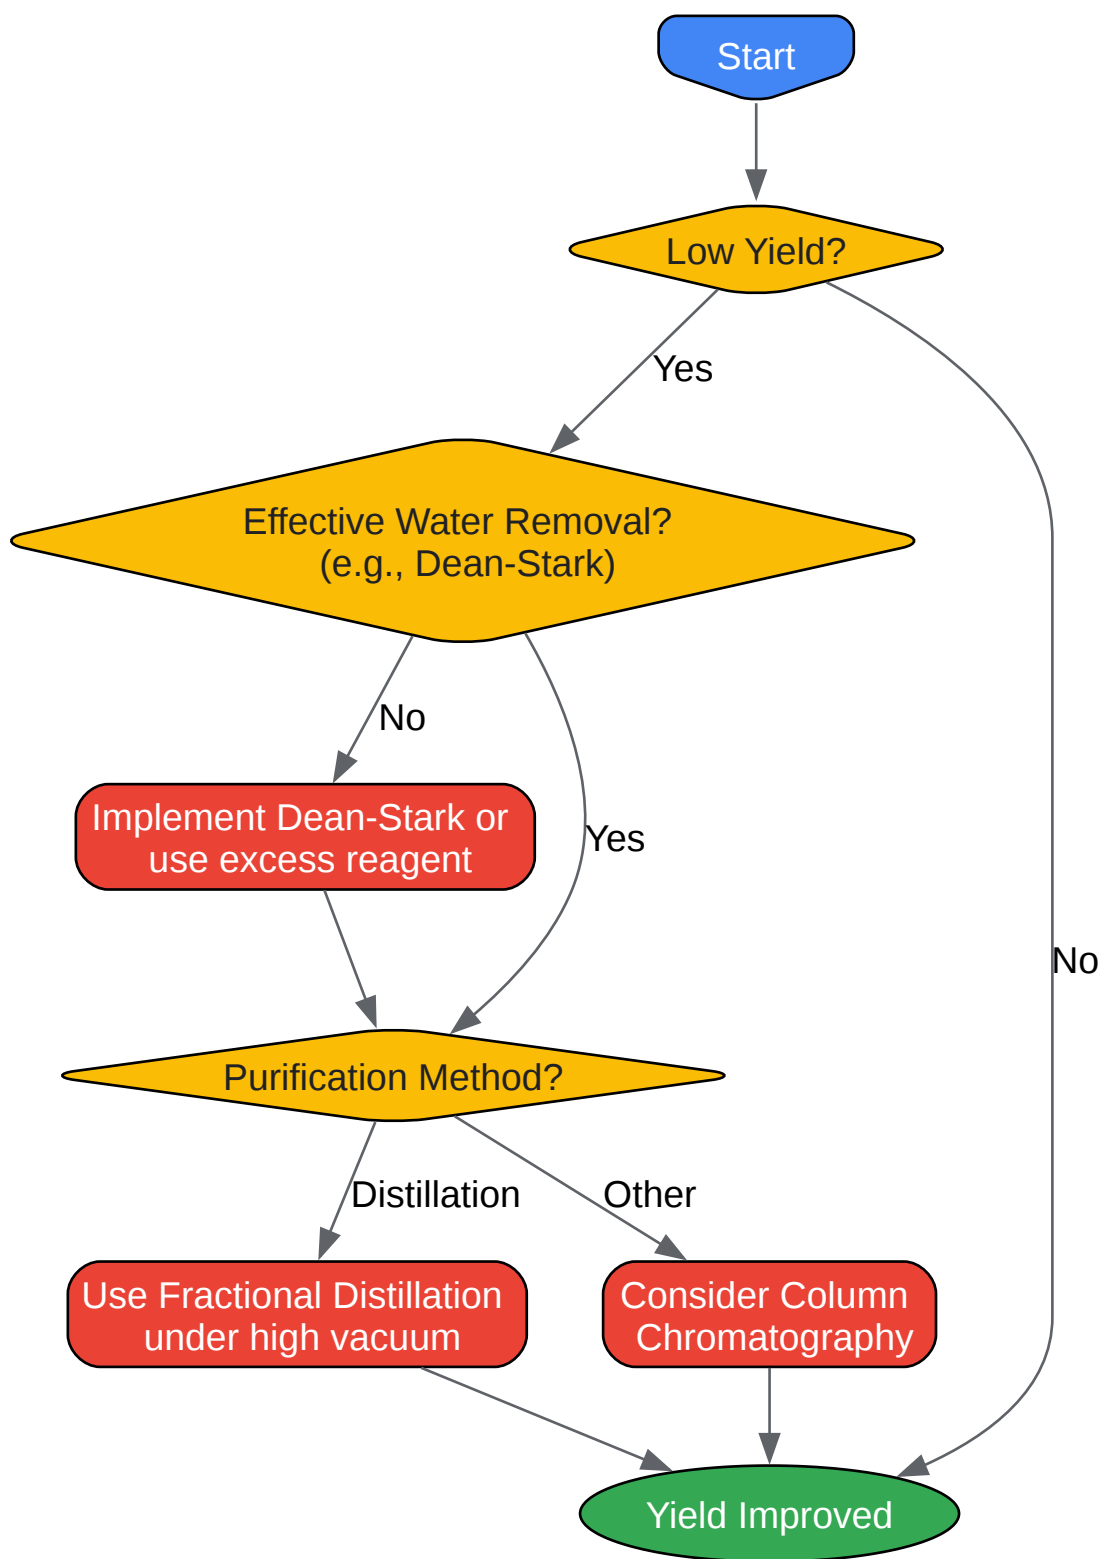 Start
Low Yield?
Yes
Effective Water Removal?
(e.g., Dean-Stark)
No
Implement Dean-Stark or
use excess reagent
Yes
No
Purification Method?
Distillation
Other
Use Fractional Distillation
under high vacuum
Consider Column
Chromatography
Yield Improved